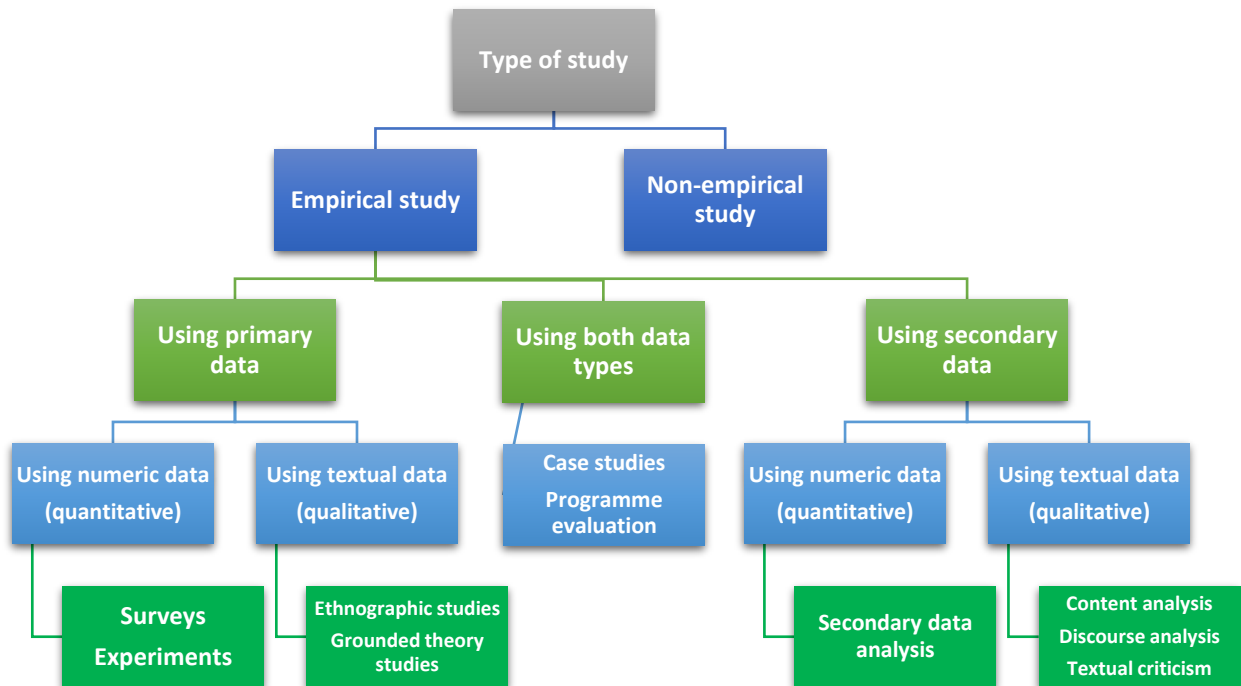 Type of study
Empirical study
Non-empirical
study
Using primary
data
Using both data
types
Using secondary
data
Using numeric data
(quantitative)
Using textual data
(qualitative)
Case studies
Programme
evaluation
Using numeric data
(quantitative)
Using textual data
(qualitative)
Surveys
Experiments
Ethnographic studies
Grounded theory
studies
Secondary data
analysis
Content analysis
Discourse analysis
Textual criticism